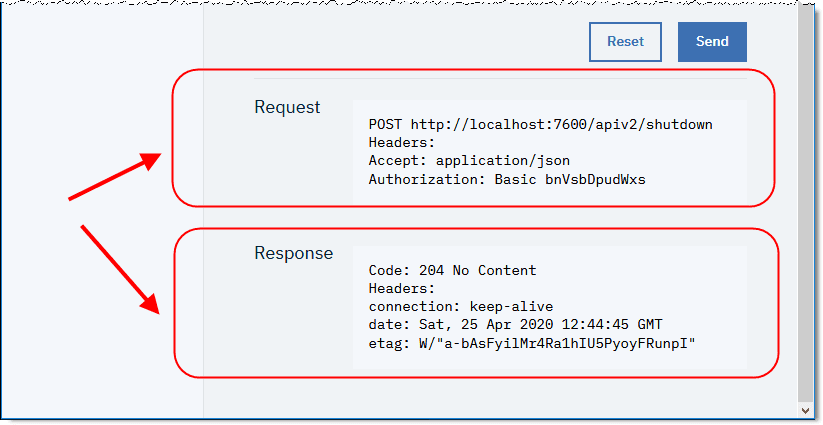 Reset
Send
Request
POST http://localhost:7600/apiv2/shutdown
Headers:
Accept: application/json
Authorization: Basic bnVsbDpudWxs
Response
Code: 204 No Content
Headers:
connection: keep-alive
date: Sat, 25 Apr 2020 12:44:45 GMT
etag: W/"a-bAsFyilMr4Ra1hIU5PyoyFRunpI"